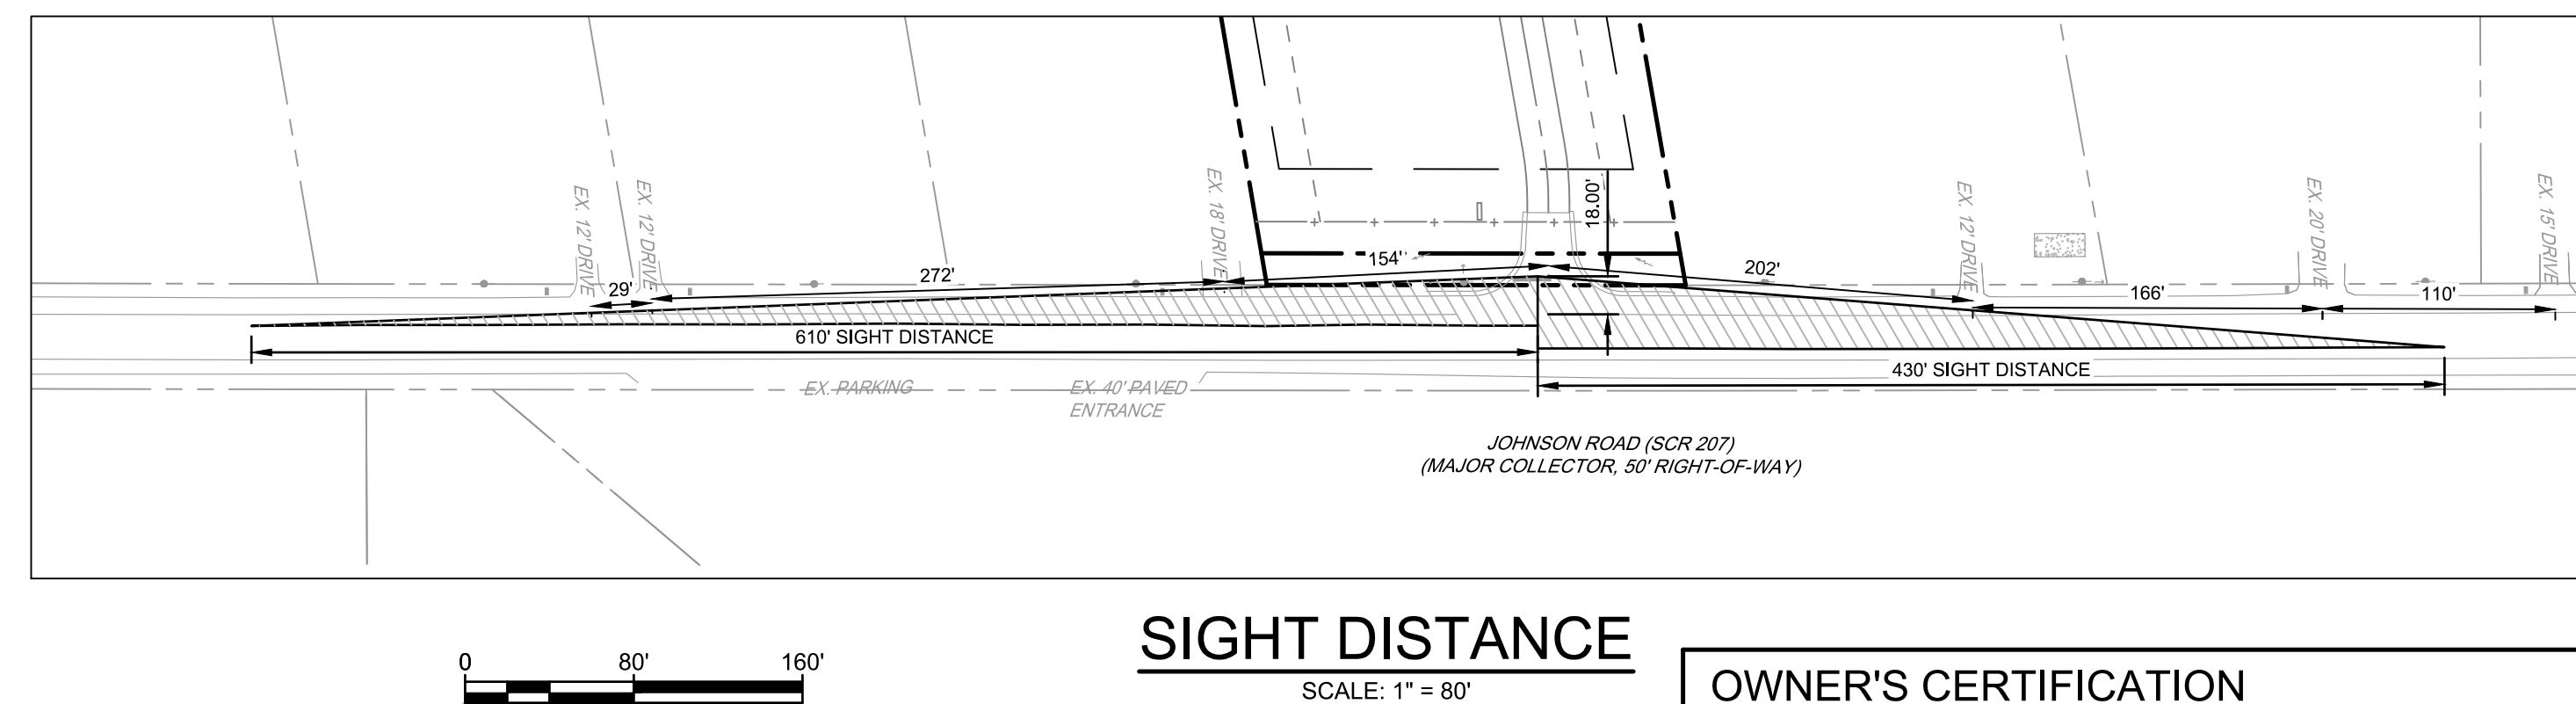 EX. 12' DRIVE
EX. 12' DRIVE
EX. 18' DRIVE
EX. 12' DRIVE
EX. 20' DRIVE
EX. 15' DRIVE
18.00'
29'
272'
154'
202'
166'
110'
610' SIGHT DISTANCE
430' SIGHT DISTANCE
EX. PARKING
EX. 40' PAVED
ENTRANCE
JOHNSON ROAD (SCR 207)
(MAJOR COLLECTOR, 50' RIGHT-OF-WAY)
SIGHT DISTANCE
SCALE: 1" = 80'
0 80' 160'
OWNER'S CERTIFICATION